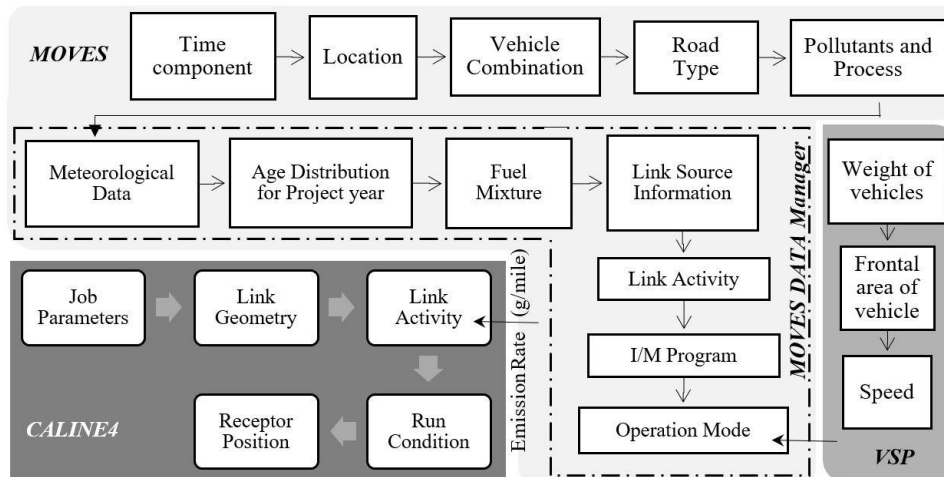 MOVES
Time
component
Location
Vehicle
Combination
Road
Type
Pollutants and
Process
Meteorological
Data
Age Distribution
for Project year
Fuel
Mixture
Link Source
Information
MOVES DATA Manager
Link Activity
I/M Program
Operation Mode
Weight of
vehicles
Frontal
area of
vehicle
Speed
VSP
Emission Rate (g/mile)
Job
Parameters
Link
Geometry
Link
Activity
Receptor
Position
Run
Condition
CALINE4